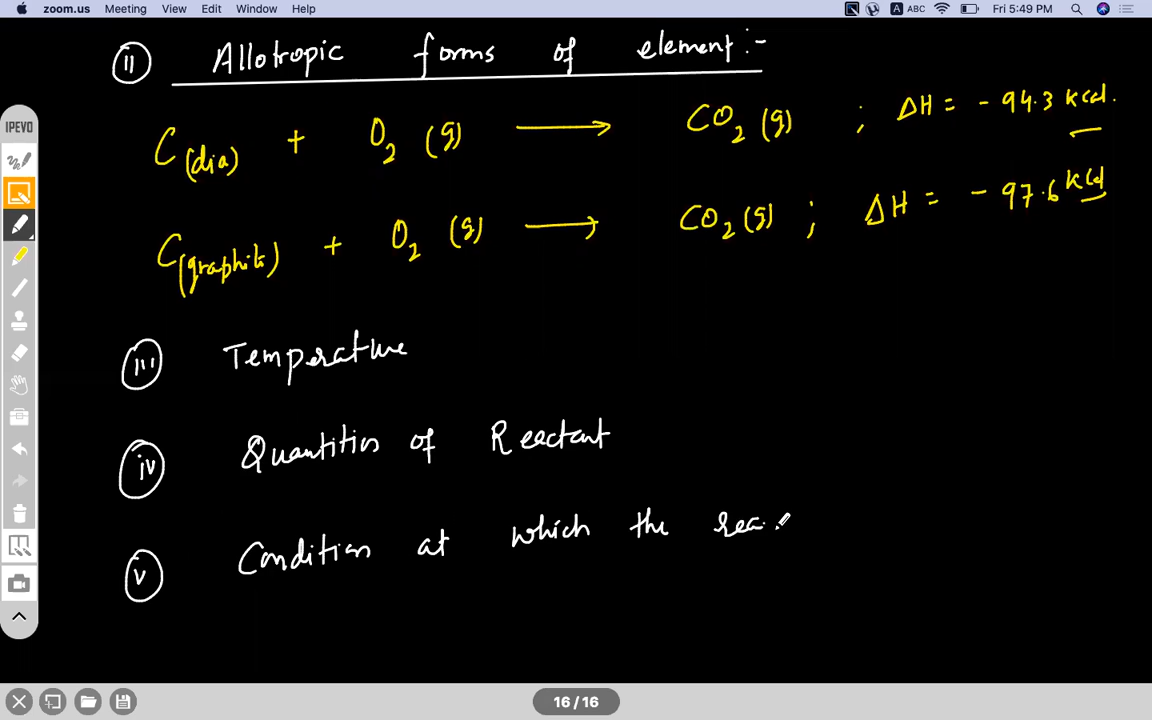 zoom.us Meeting View Edit Window Help A ABC Fri 5:49 PM
ii Allotropic forms of element :-
C(dia) + O2 (g) → CO2 (g) ; ΔH = - 94.3 kcal.
C(graphite) + O2 (g) → CO2 (g) ; ΔH = - 97.6 kcal
iii Temperature
iv Quantities of Reactant
v Condition at which the reac
IPEVO
16 / 16